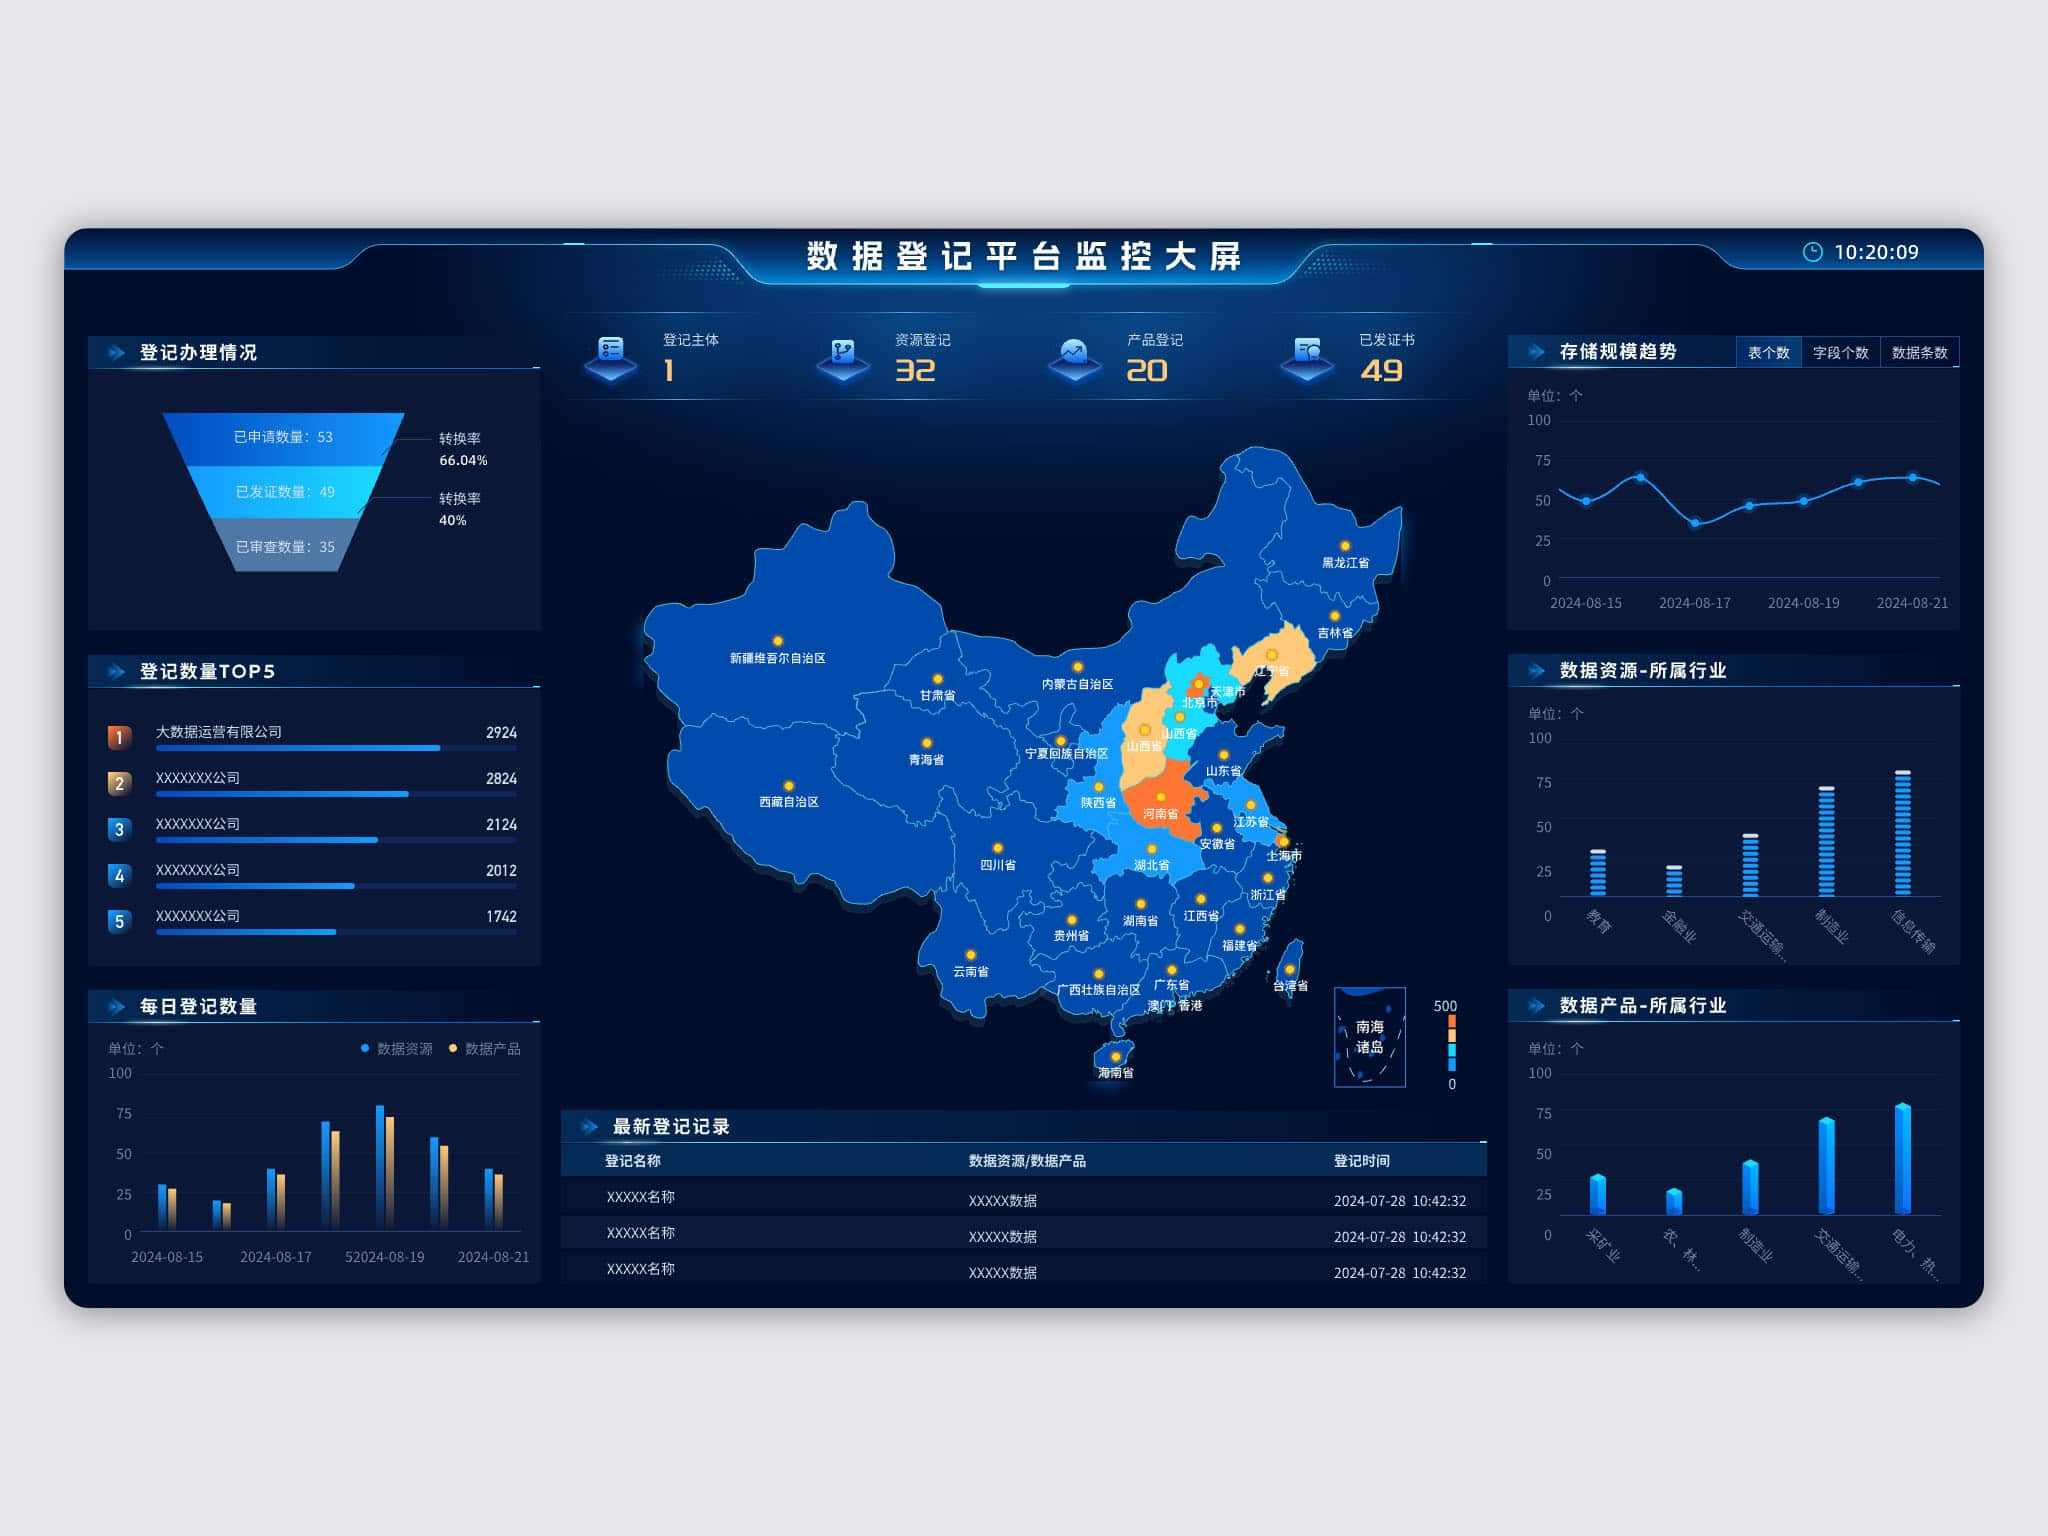 数据登记平台监控大屏
10:20:09
登记办理情况
已申请数量：53
已发证数量：49
已审查数量：35
转换率
66.04%
转换率
40%
登记数量TOP5
1 大数据运营有限公司 2924
2 XXXXXXX公司 2824
3 XXXXXXX公司 2124
4 XXXXXXX公司 2012
5 XXXXXXX公司 1742
每日登记数量
单位：个
数据资源 数据产品
100
75
50
25
0
2024-08-15 2024-08-17 52024-08-19 2024-08-21
登记主体
1
资源登记
32
产品登记
20
已发证书
49
黑龙江省
吉林省
辽宁省
新疆维吾尔自治区
内蒙古自治区
甘肃省
天津市
北京市
山西省
山西省
宁夏回族自治区
青海省
山东省
西藏自治区
陕西省
河南省
江苏省
安徽省
上海市
四川省
湖北省
浙江省
湖南省
江西省
贵州省
福建省
云南省
广西壮族自治区
广东省
台湾省
澳门 香港
海南省
南海
诸岛
500
0
最新登记记录
登记名称 数据资源/数据产品 登记时间
XXXXX名称 XXXXX数据 2024-07-28 10:42:32
XXXXX名称 XXXXX数据 2024-07-28 10:42:32
XXXXX名称 XXXXX数据 2024-07-28 10:42:32
存储规模趋势
表个数 字段个数 数据条数
单位：个
100
75
50
25
0
2024-08-15 2024-08-17 2024-08-19 2024-08-21
数据资源-所属行业
单位：个
100
75
50
25
0
教育 金融业 交通运输... 制造业 信息传输
数据产品-所属行业
单位：个
100
75
50
25
0
采矿业 农、林... 制造业 交通运输... 电力、热...